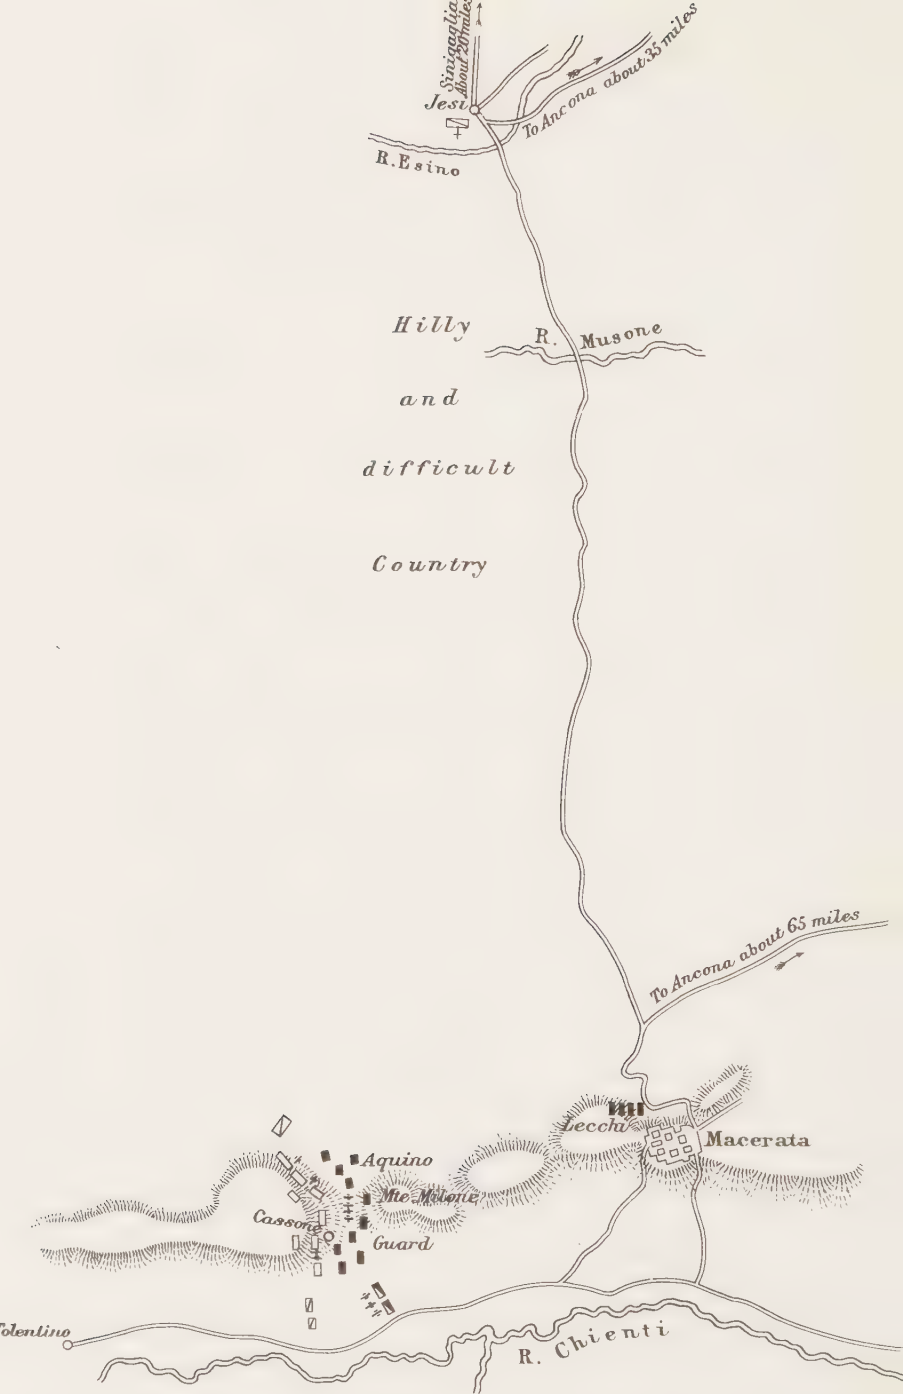 Sinigaglia
About 20 miles
Jesi
To Ancona about 35 miles
R. Esino
Hilly
R. Musone
and
difficult
Country
To Ancona about 65 miles
Lecchi
Macerata
Aquino
Mte. Milone
Cassone
Guard
Tolentino
R. Chienti